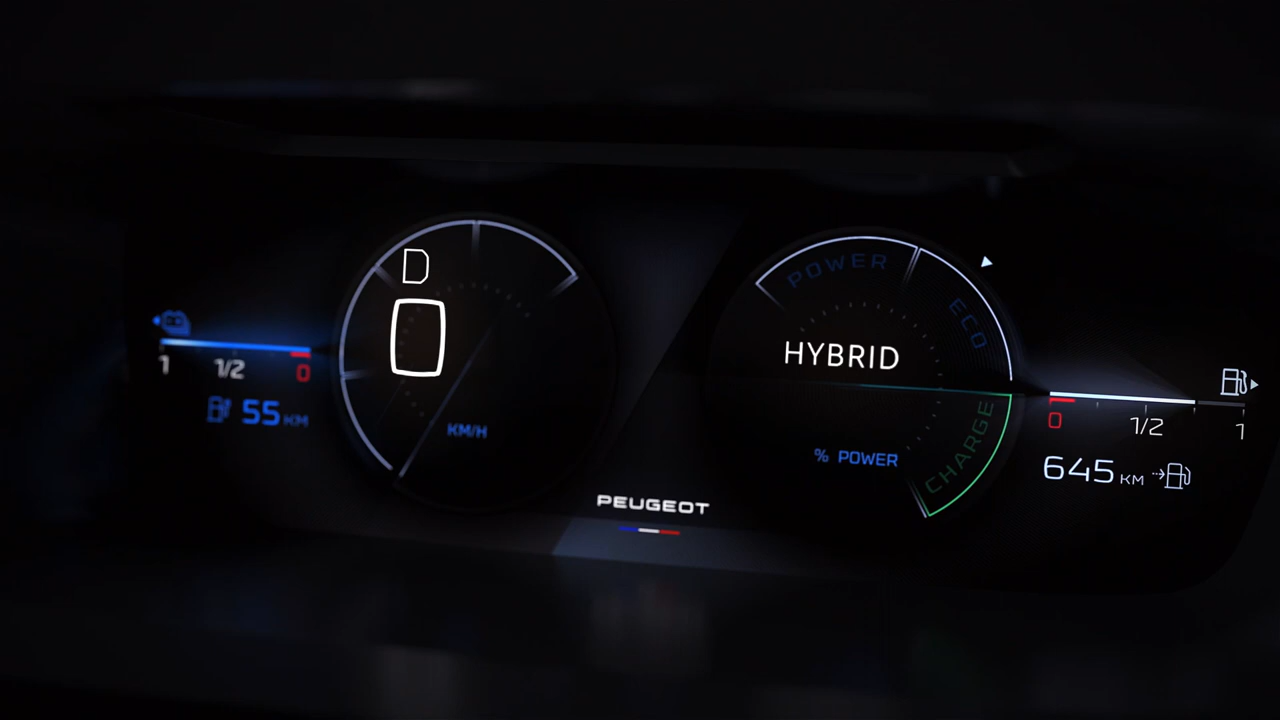 D
0
KM/H
1 1/2 0
55 KM
POWER
ECO
HYBRID
CHARGE
% POWER
0 1/2 1
645 KM
PEUGEOT